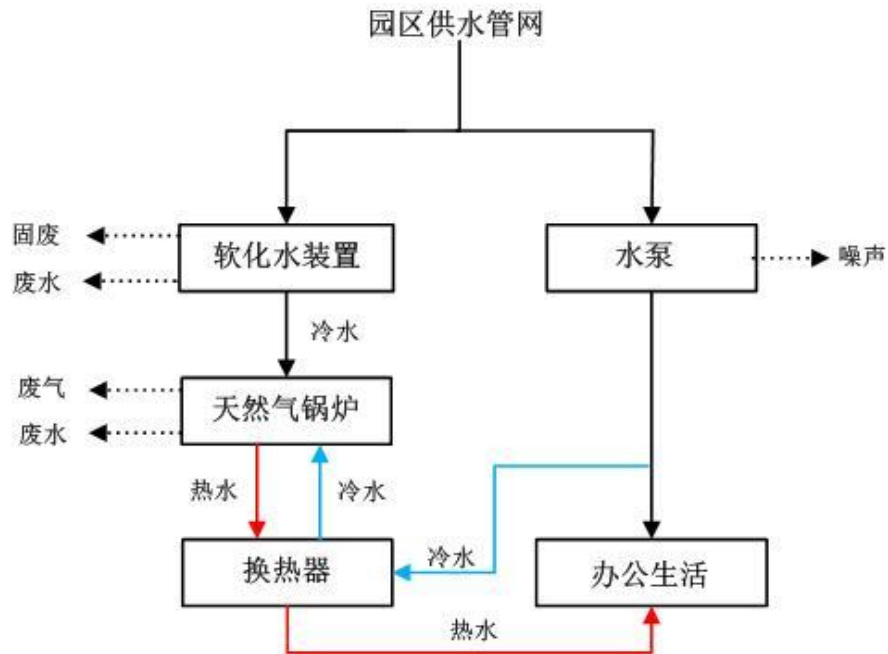 园区供水管网
固废
软化水装置
水泵
噪声
废水
冷水
废气
天然气锅炉
废水
热水
冷水
换热器
冷水
办公生活
热水